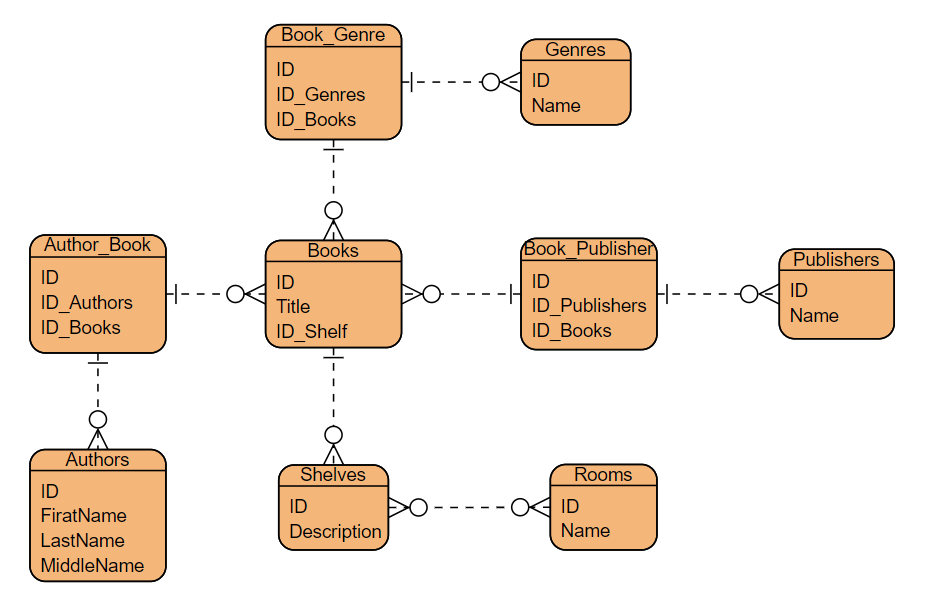 Book_Genre
ID
ID_Genres
ID_Books
Genres
ID
Name
Author_Book
ID
ID_Authors
ID_Books
Books
ID
Title
ID_Shelf
Book_Publisher
ID
ID_Publishers
ID_Books
Publishers
ID
Name
Authors
ID
FiratName
LastName
MiddleName
Shelves
ID
Description
Rooms
ID
Name